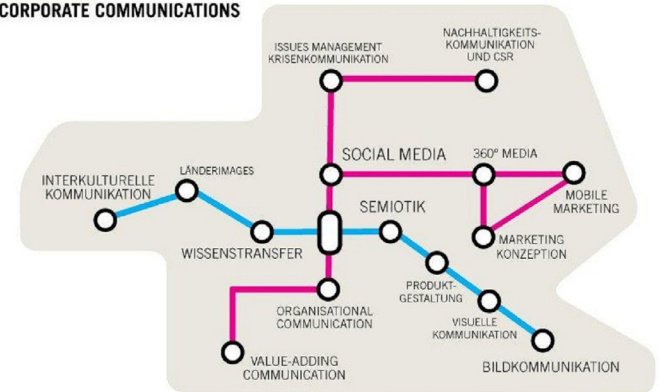 CORPORATE COMMUNICATIONS
ISSUES MANAGEMENT
KRISENKOMMUNIKATION
NACHHALTIGKEITS-
KOMMUNIKATION
UND CSR
SOCIAL MEDIA
360° MEDIA
MOBILE
MARKETING
MARKETING
KONZEPTION
INTERKULTURELLE
KOMMUNIKATION
LÄNDERIMAGES
WISSENSTRANSFER
SEMIOTIK
PRODUKT-
GESTALTUNG
VISUELLE
KOMMUNIKATION
BILDKOMMUNIKATION
ORGANISATIONAL
COMMUNICATION
VALUE-ADDING
COMMUNICATION